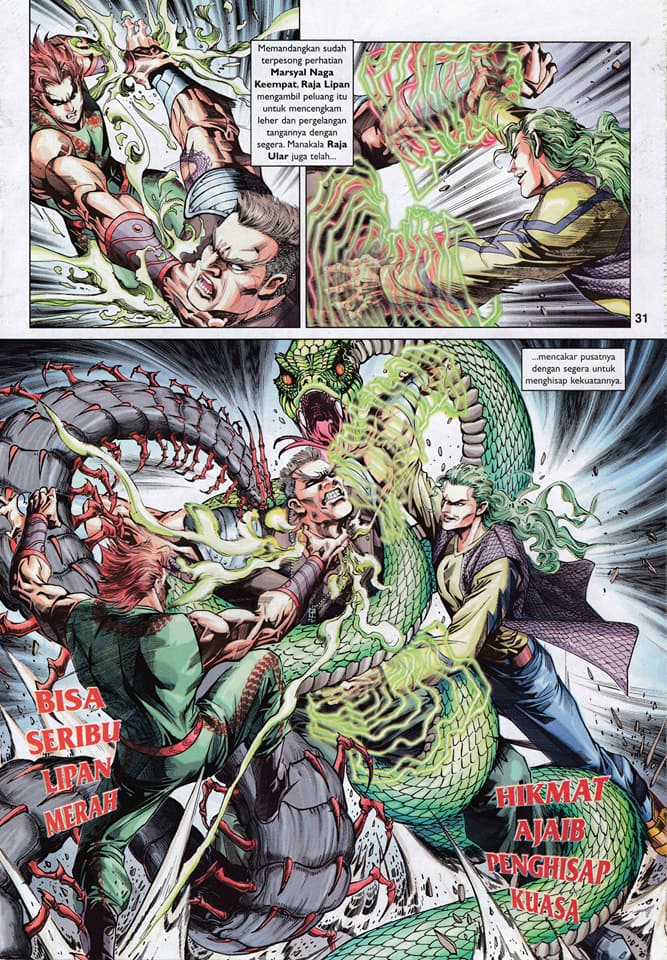 Memandangkan sudah
terpesong perhatian
Marsyal Naga
Keempat, Raja Lipan
mengambil peluang itu
untuk mencengkam
leher dan pergelangan
tangannya dengan
segera. Manakala Raja
Ular juga telah...
31
...mencakar pusatnya
dengan segera untuk
menghisap kekuatannya.
BISA
SERIBU
LIPAN
MERAH
HIKMAT
AJAIB
PENGHISAP
KUASA